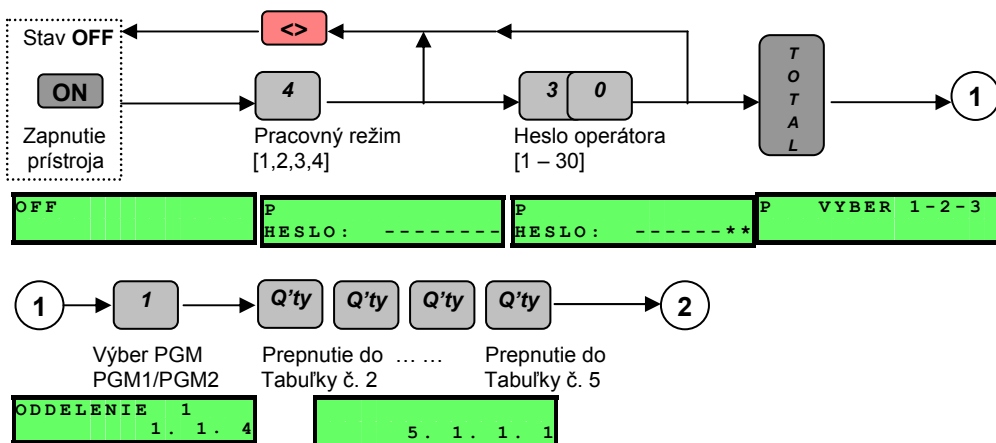 Stav OFF
<>
ON
4
3 0
TOTAL
1
Zapnutie
prístroja
Pracovný režim
[1,2,3,4]
Heslo operátora
[1 – 30]
OFF
P
HESLO: --------
P
HESLO: ------**
P VYBER 1-2-3
1
1
Q'ty Q'ty Q'ty Q'ty
2
Výber PGM
PGM1/PGM2
Prepnutie do … …
Tabuľky č. 2
Prepnutie do
Tabuľky č. 5
ODDELENIE 1
1. 1. 4
5. 1. 1. 1